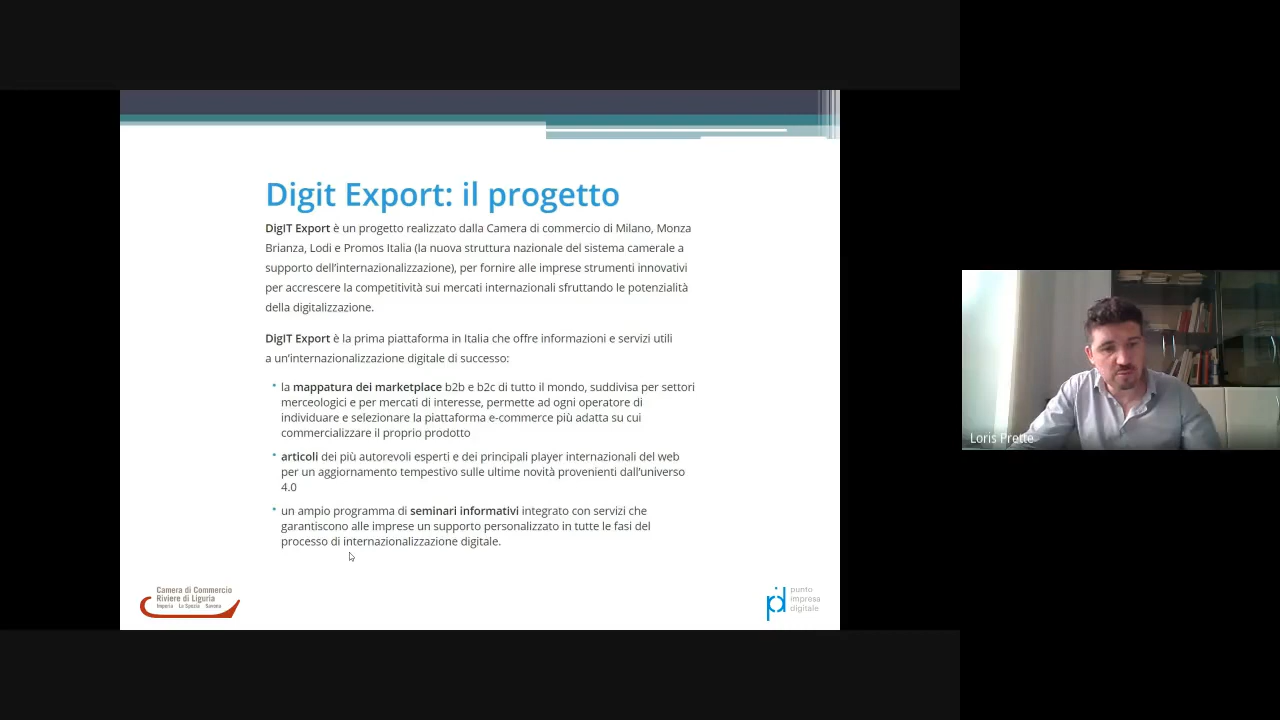 Digit Export: il progetto
DigIT Export è un progetto realizzato dalla Camera di commercio di Milano, Monza
Brianza, Lodi e Promos Italia (la nuova struttura nazionale del sistema camerale a
supporto dell'internazionalizzazione), per fornire alle imprese strumenti innovativi
per accrescere la competitività sui mercati internazionali sfruttando le potenzialità
della digitalizzazione.
DigIT Export è la prima piattaforma in Italia che offre informazioni e servizi utili
a un'internazionalizzazione digitale di successo:
• la mappatura dei marketplace b2b e b2c di tutto il mondo, suddivisa per settori
merceologici e per mercati di interesse, permette ad ogni operatore di
individuare e selezionare la piattaforma e-commerce più adatta su cui
commercializzare il proprio prodotto
• articoli dei più autorevoli esperti e dei principali player internazionali del web
per un aggiornamento tempestivo sulle ultime novità provenienti dall'universo
4.0
• un ampio programma di seminari informativi integrato con servizi che
garantiscono alle imprese un supporto personalizzato in tutte le fasi del
processo di internazionalizzazione digitale.
Camera di Commercio
Riviere di Liguria
Imperia La Spezia Savona
pid
punto
impresa
digitale
Loris Prette